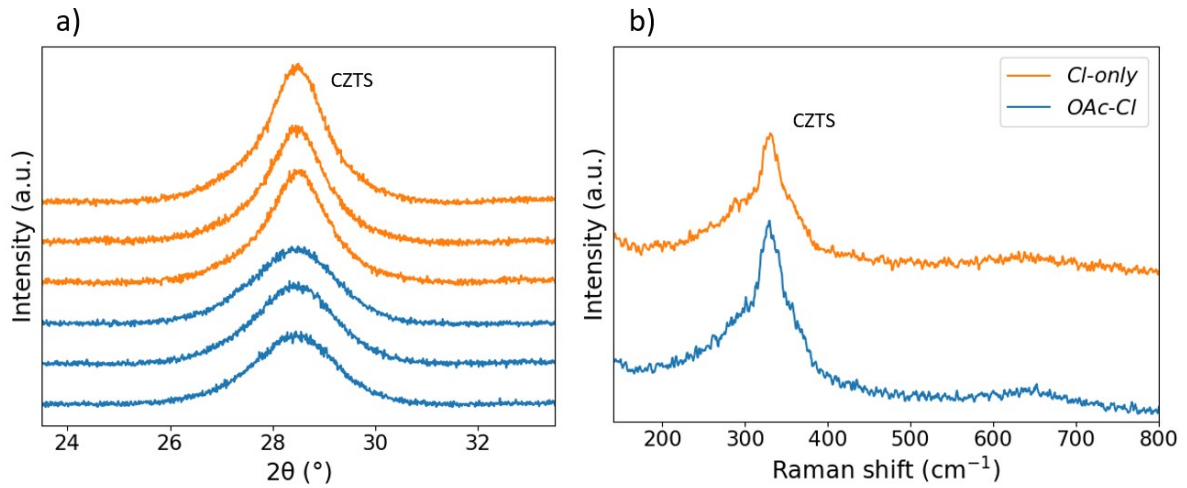 a)
CZTS
Intensity (a.u.)
24 26 28 30 32
2θ (°)
b)
Cl-only
OAc-Cl
CZTS
Intensity (a.u.)
200 300 400 500 600 700 800
Raman shift (cm⁻¹)